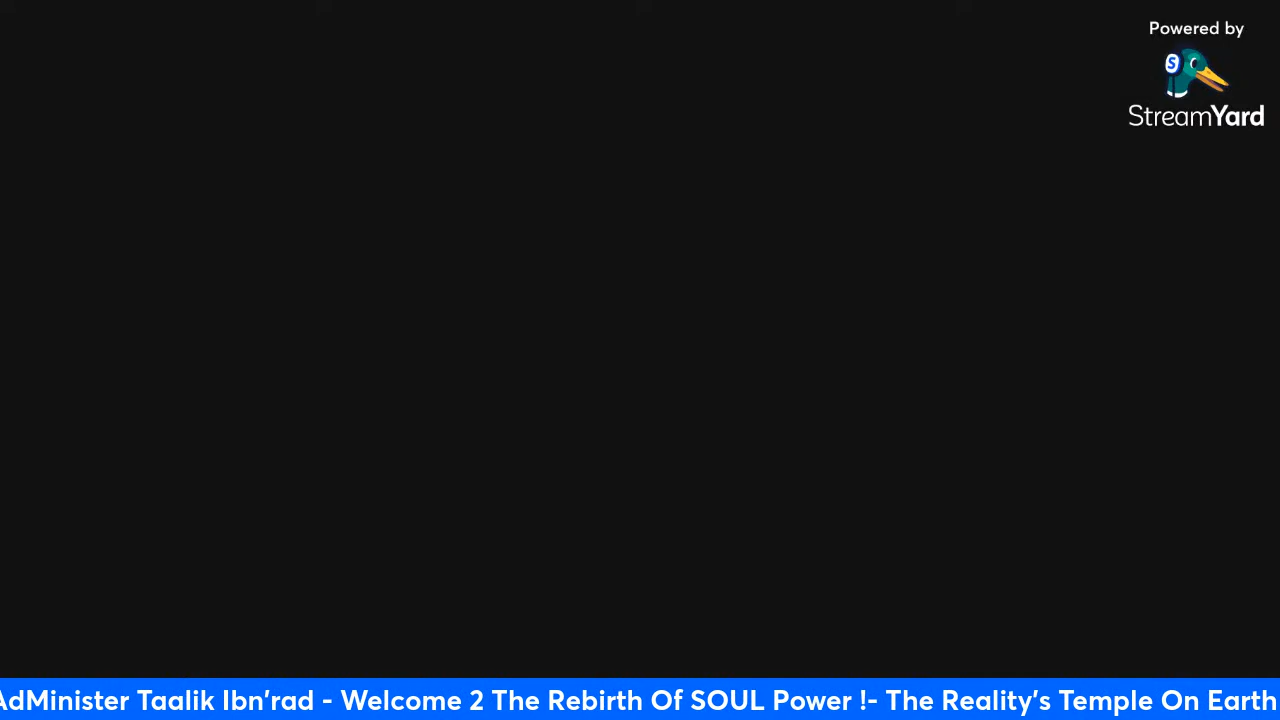 Powered by
S
StreamYard
AdMinister Taalik Ibn'rad - Welcome 2 The Rebirth Of SOUL Power !- The Reality's Temple On Earth